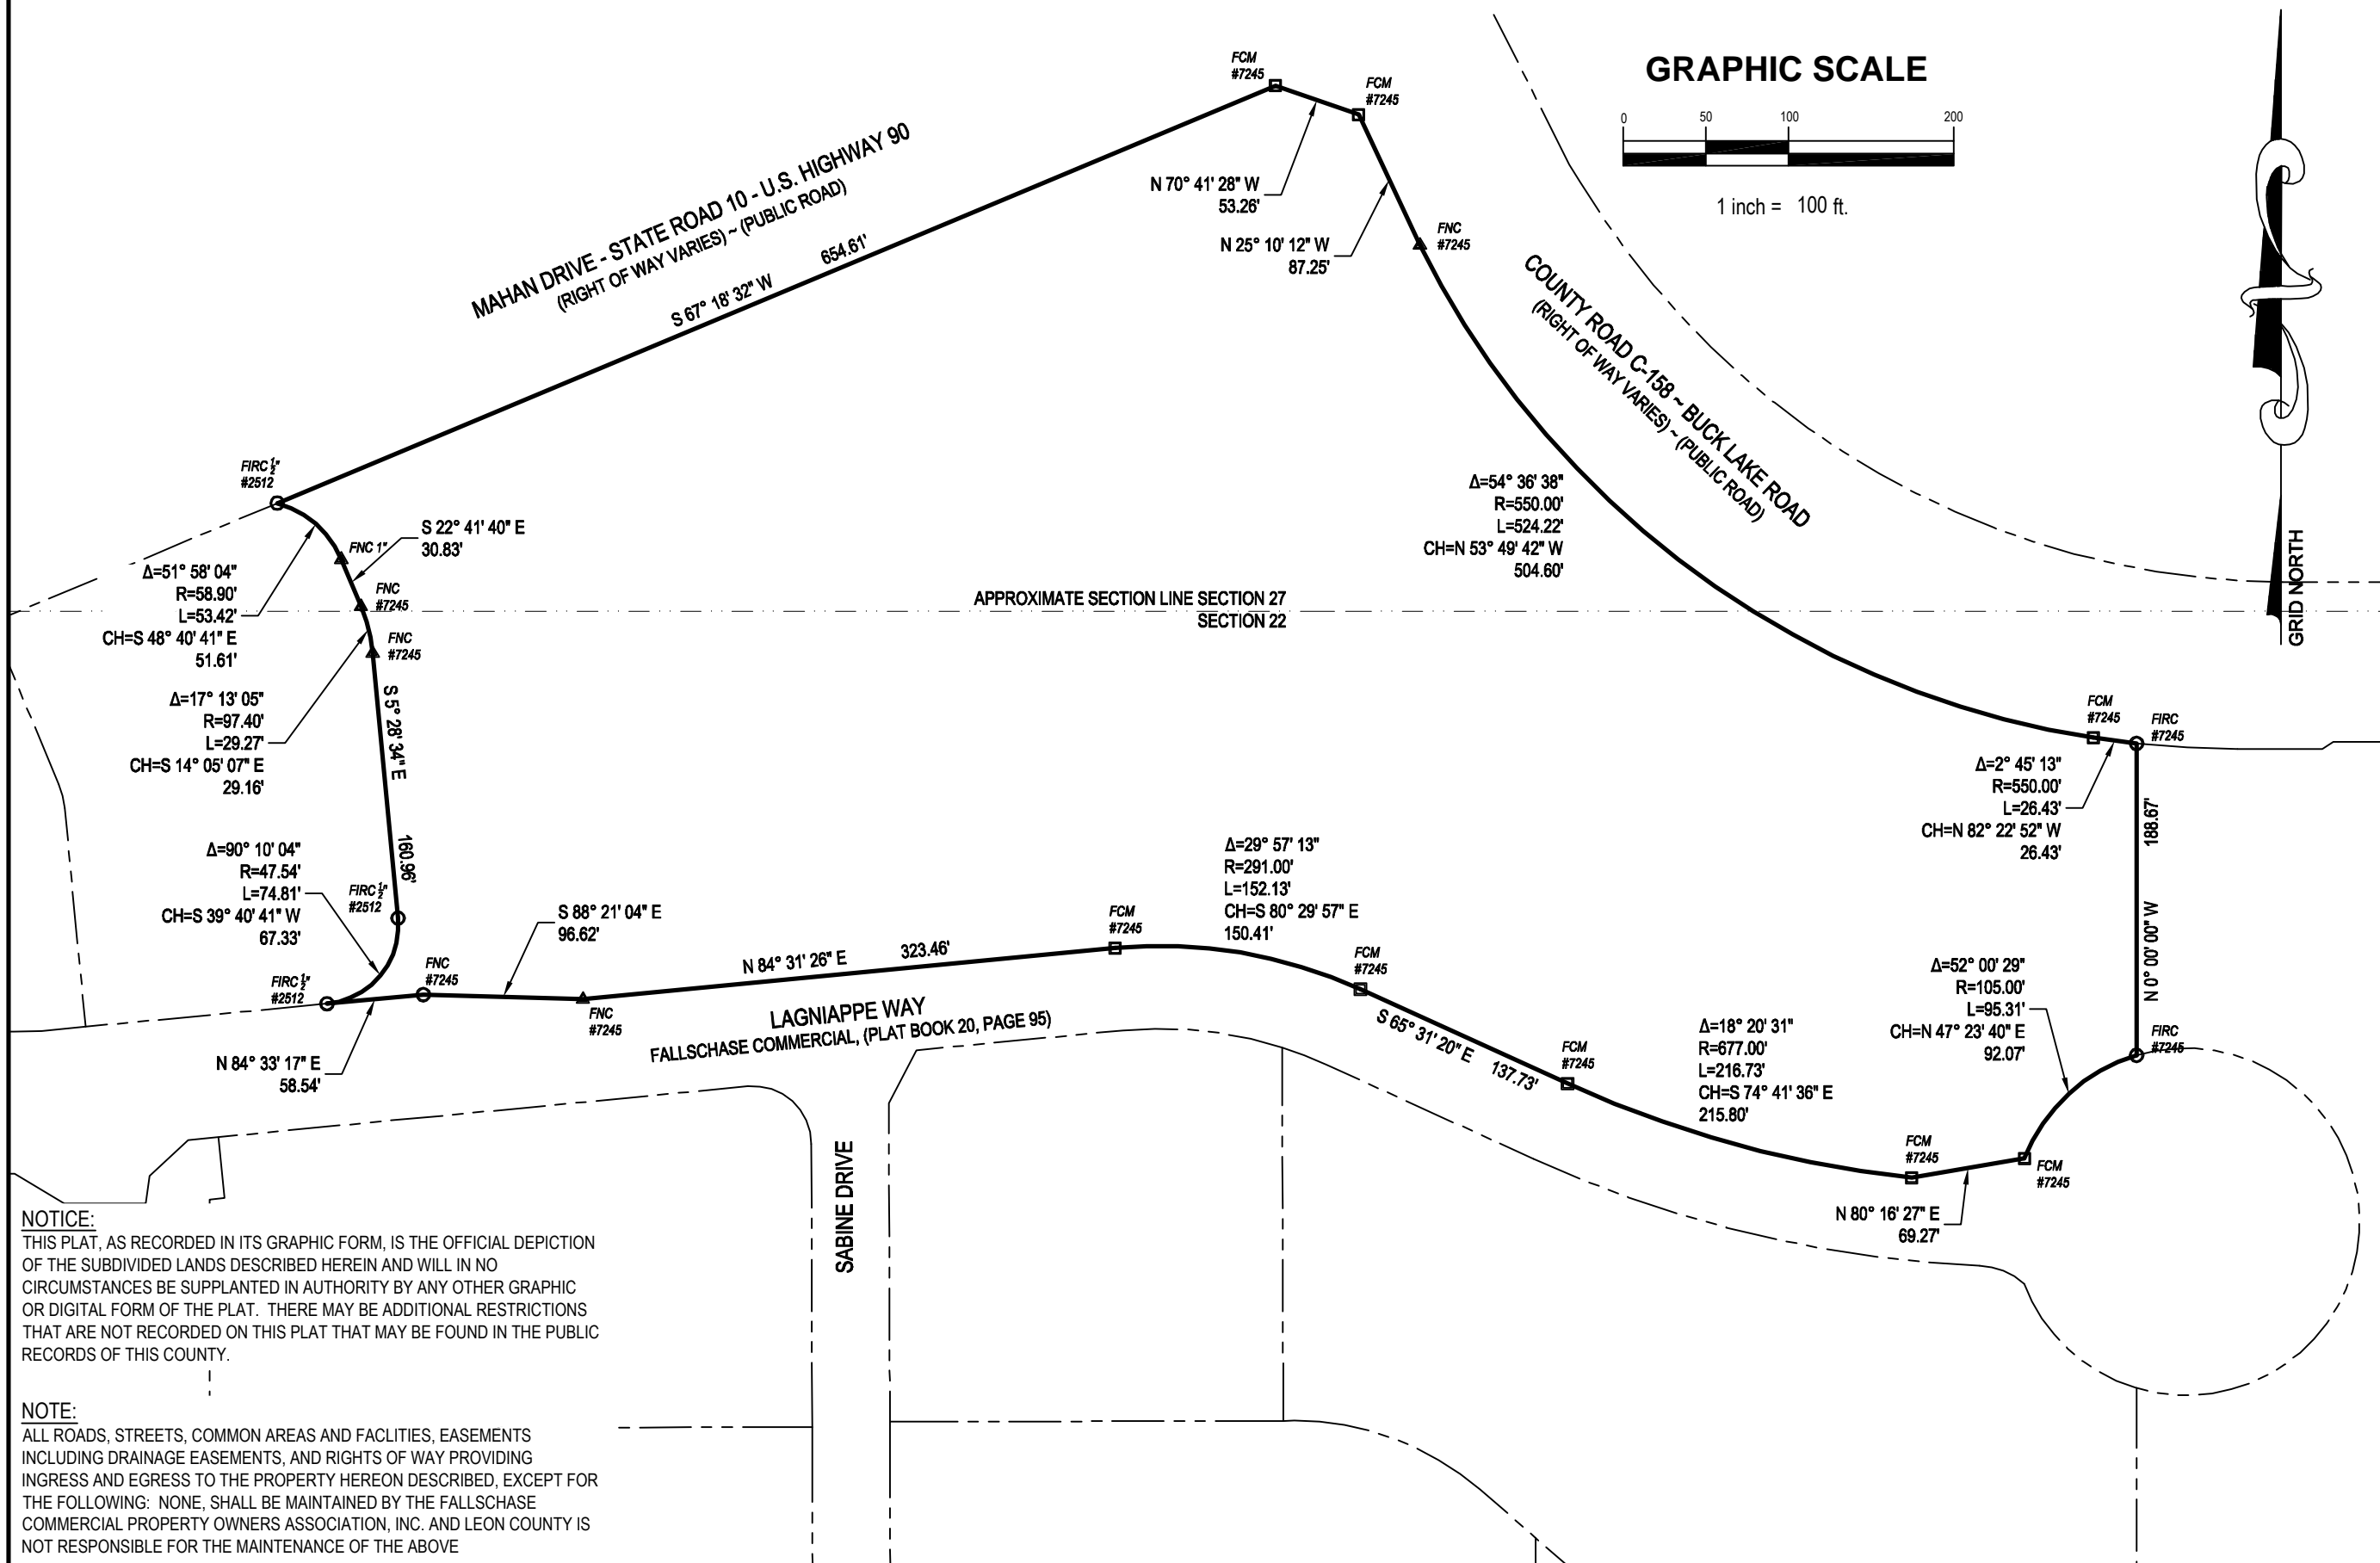 GRAPHIC SCALE
0
50
100
200
1 inch = 100 ft.
GRID NORTH
FCM
#7245
FCM
#7245
N 70° 41' 28" W
53.26'
N 25° 10' 12" W
87.25'
FNC
#7245
MAHAN DRIVE - STATE ROAD 10 - U.S. HIGHWAY 90
(RIGHT OF WAY VARIES) ~ (PUBLIC ROAD)
S 67° 18' 32" W 654.61'
COUNTY ROAD C-158 ~ BUCK LAKE ROAD
(RIGHT OF WAY VARIES) ~ (PUBLIC ROAD)
FIRC 1/2"
#2512
FNC 1"
S 22° 41' 40" E
30.83'
Δ=51° 58' 04"
R=58.90'
L=53.42'
CH=S 48° 40' 41" E
51.61'
FNC
#7245
FNC
#7245
Δ=17° 13' 05"
R=97.40'
L=29.27'
CH=S 14° 05' 07" E
29.16'
S 5° 28' 34" E
160.96'
Δ=54° 36' 38"
R=550.00'
L=524.22'
CH=N 53° 49' 42" W
504.60'
APPROXIMATE SECTION LINE SECTION 27
SECTION 22
FCM
#7245
FIRC
#7245
Δ=2° 45' 13"
R=550.00'
L=26.43'
CH=N 82° 22' 52" W
26.43'
188.67'
N 0° 00' 00" W
Δ=90° 10' 04"
R=47.54'
L=74.81'
CH=S 39° 40' 41" W
67.33'
FIRC 1/2"
#2512
FIRC 1/2"
#2512
FNC
#7245
S 88° 21' 04" E
96.62'
N 84° 33' 17" E
58.54'
FNC
#7245
N 84° 31' 26" E 323.46'
FCM
#7245
Δ=29° 57' 13"
R=291.00'
L=152.13'
CH=S 80° 29' 57" E
150.41'
FCM
#7245
LAGNIAPPE WAY
FALLSCHASE COMMERCIAL, (PLAT BOOK 20, PAGE 95)
S 65° 31' 20" E 137.73'
FCM
#7245
Δ=18° 20' 31"
R=677.00'
L=216.73'
CH=S 74° 41' 36" E
215.80'
Δ=52° 00' 29"
R=105.00'
L=95.31'
CH=N 47° 23' 40" E
92.07'
FIRC
#7245
FCM
#7245
FCM
#7245
N 80° 16' 27" E
69.27'
SABINE DRIVE
NOTICE:
THIS PLAT, AS RECORDED IN ITS GRAPHIC FORM, IS THE OFFICIAL DEPICTION
OF THE SUBDIVIDED LANDS DESCRIBED HEREIN AND WILL IN NO
CIRCUMSTANCES BE SUPPLANTED IN AUTHORITY BY ANY OTHER GRAPHIC
OR DIGITAL FORM OF THE PLAT. THERE MAY BE ADDITIONAL RESTRICTIONS
THAT ARE NOT RECORDED ON THIS PLAT THAT MAY BE FOUND IN THE PUBLIC
RECORDS OF THIS COUNTY.
NOTE:
ALL ROADS, STREETS, COMMON AREAS AND FACLITIES, EASEMENTS
INCLUDING DRAINAGE EASEMENTS, AND RIGHTS OF WAY PROVIDING
INGRESS AND EGRESS TO THE PROPERTY HEREON DESCRIBED, EXCEPT FOR
THE FOLLOWING: NONE, SHALL BE MAINTAINED BY THE FALLSCHASE
COMMERCIAL PROPERTY OWNERS ASSOCIATION, INC. AND LEON COUNTY IS
NOT RESPONSIBLE FOR THE MAINTENANCE OF THE ABOVE